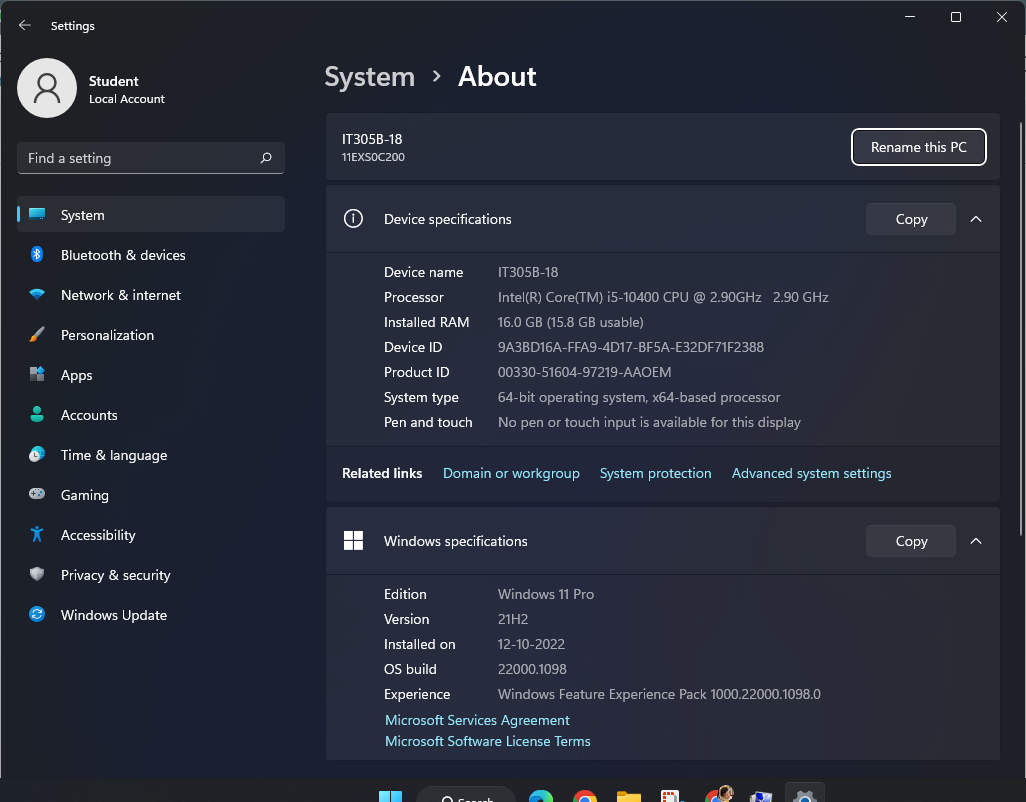 Settings
Student
Local Account
Find a setting
System
Bluetooth & devices
Network & internet
Personalization
Apps
Accounts
Time & language
Gaming
Accessibility
Privacy & security
Windows Update
System > About
IT305B-18
11EXS0C200
Rename this PC
Device specifications
Copy
Device name IT305B-18
Processor Intel(R) Core(TM) i5-10400 CPU @ 2.90GHz 2.90 GHz
Installed RAM 16.0 GB (15.8 GB usable)
Device ID 9A3BD16A-FFA9-4D17-BF5A-E32DF71F2388
Product ID 00330-51604-97219-AAOEM
System type 64-bit operating system, x64-based processor
Pen and touch No pen or touch input is available for this display
Related links Domain or workgroup System protection Advanced system settings
Windows specifications
Copy
Edition Windows 11 Pro
Version 21H2
Installed on 12-10-2022
OS build 22000.1098
Experience Windows Feature Experience Pack 1000.22000.1098.0
Microsoft Services Agreement
Microsoft Software License Terms
Search